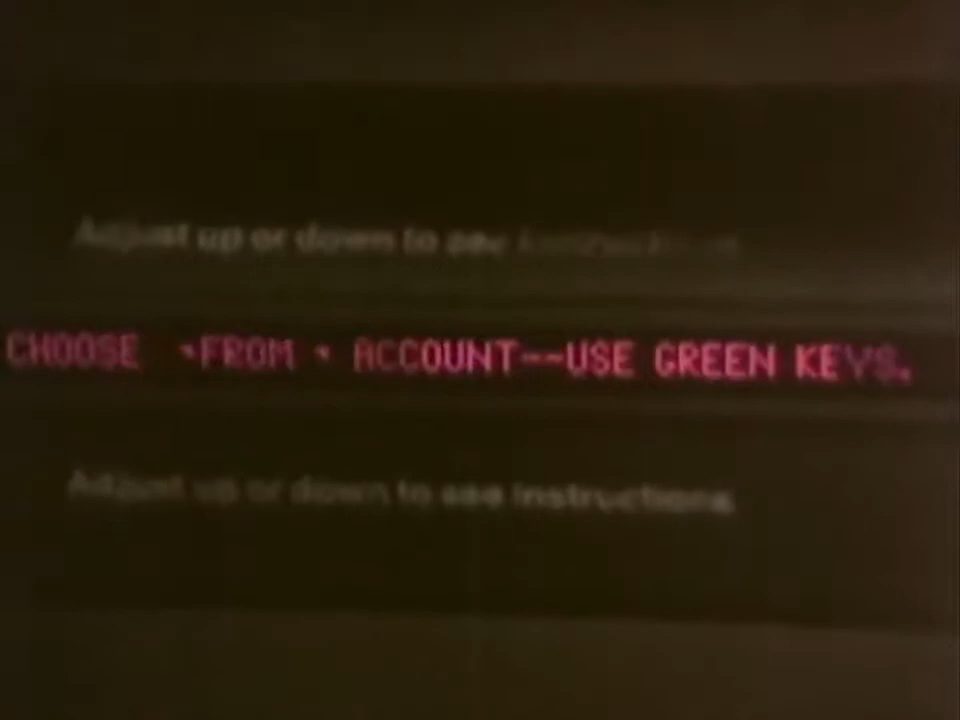 Adjust up or down to see instructions
CHOOSE "FROM" ACCOUNT--USE GREEN KEYS.
Adjust up or down to see instructions